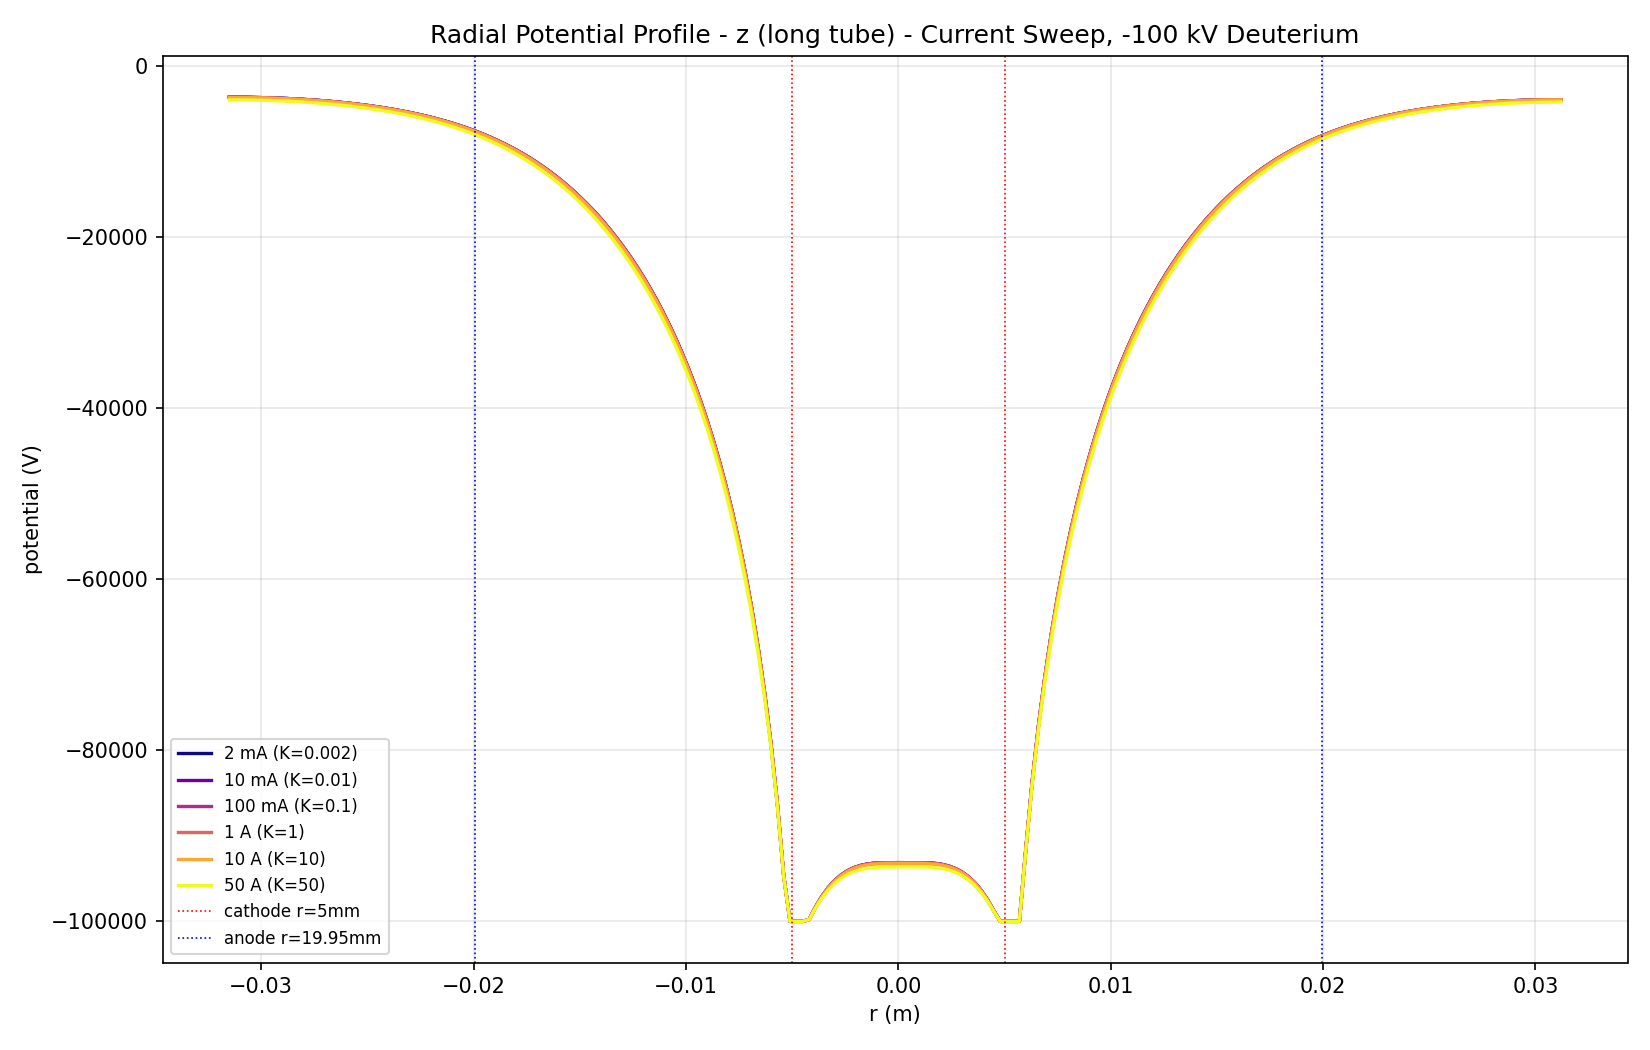 Radial Potential Profile - z (long tube) - Current Sweep, -100 kV Deuterium
potential (V)
0
−20000
−40000
−60000
−80000
−100000
2 mA (K=0.002)
10 mA (K=0.01)
100 mA (K=0.1)
1 A (K=1)
10 A (K=10)
50 A (K=50)
cathode r=5mm
anode r=19.95mm
−0.03 −0.02 −0.01 0.00 0.01 0.02 0.03
r (m)